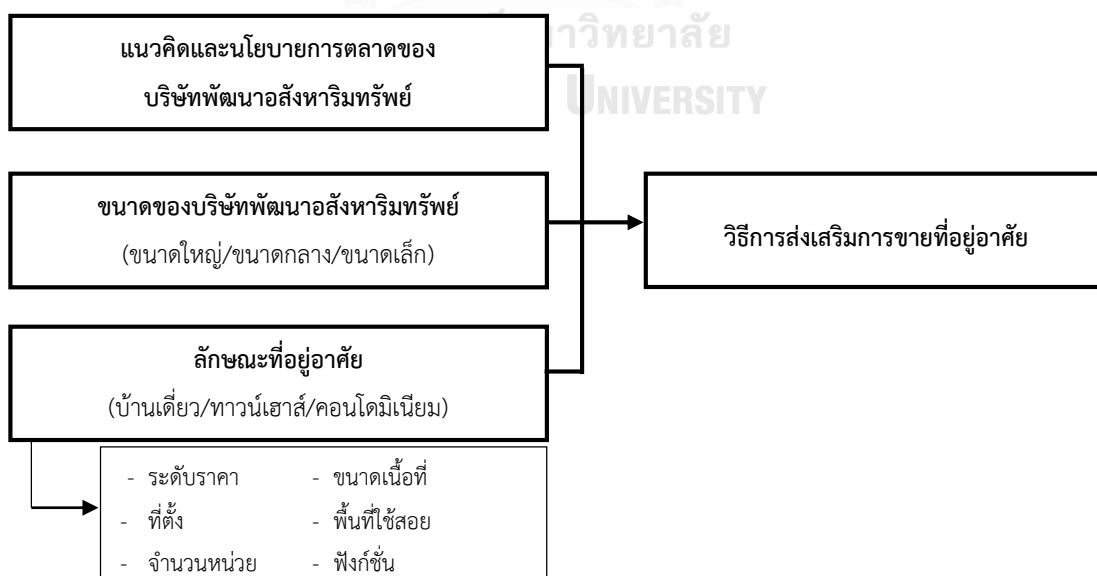 าวิทยาลัย
UNIVERSITY
แนวคิดและนโยบายการตลาดของ
บริษัทพัฒนาอสังหาริมทรัพย์
ขนาดของบริษัทพัฒนาอสังหาริมทรัพย์
(ขนาดใหญ่/ขนาดกลาง/ขนาดเล็ก)
วิธีการส่งเสริมการขายที่อยู่อาศัย
ลักษณะที่อยู่อาศัย
(บ้านเดี่ยว/ทาวน์เฮาส์/คอนโดมิเนียม)
- ระดับราคา - ขนาดเนื้อที่
- ที่ตั้ง - พื้นที่ใช้สอย
- จำนวนหน่วย - ฟังก์ชั่น